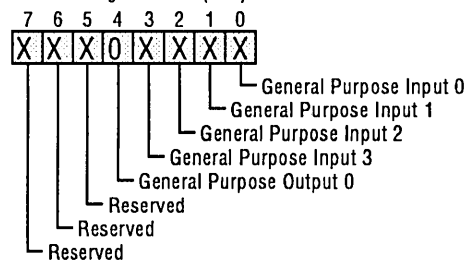 7 6 5 4 3 2 1 0
X X X 0 X X X X
General Purpose Input 0
General Purpose Input 1
General Purpose Input 2
General Purpose Input 3
General Purpose Output 0
Reserved
Reserved
Reserved